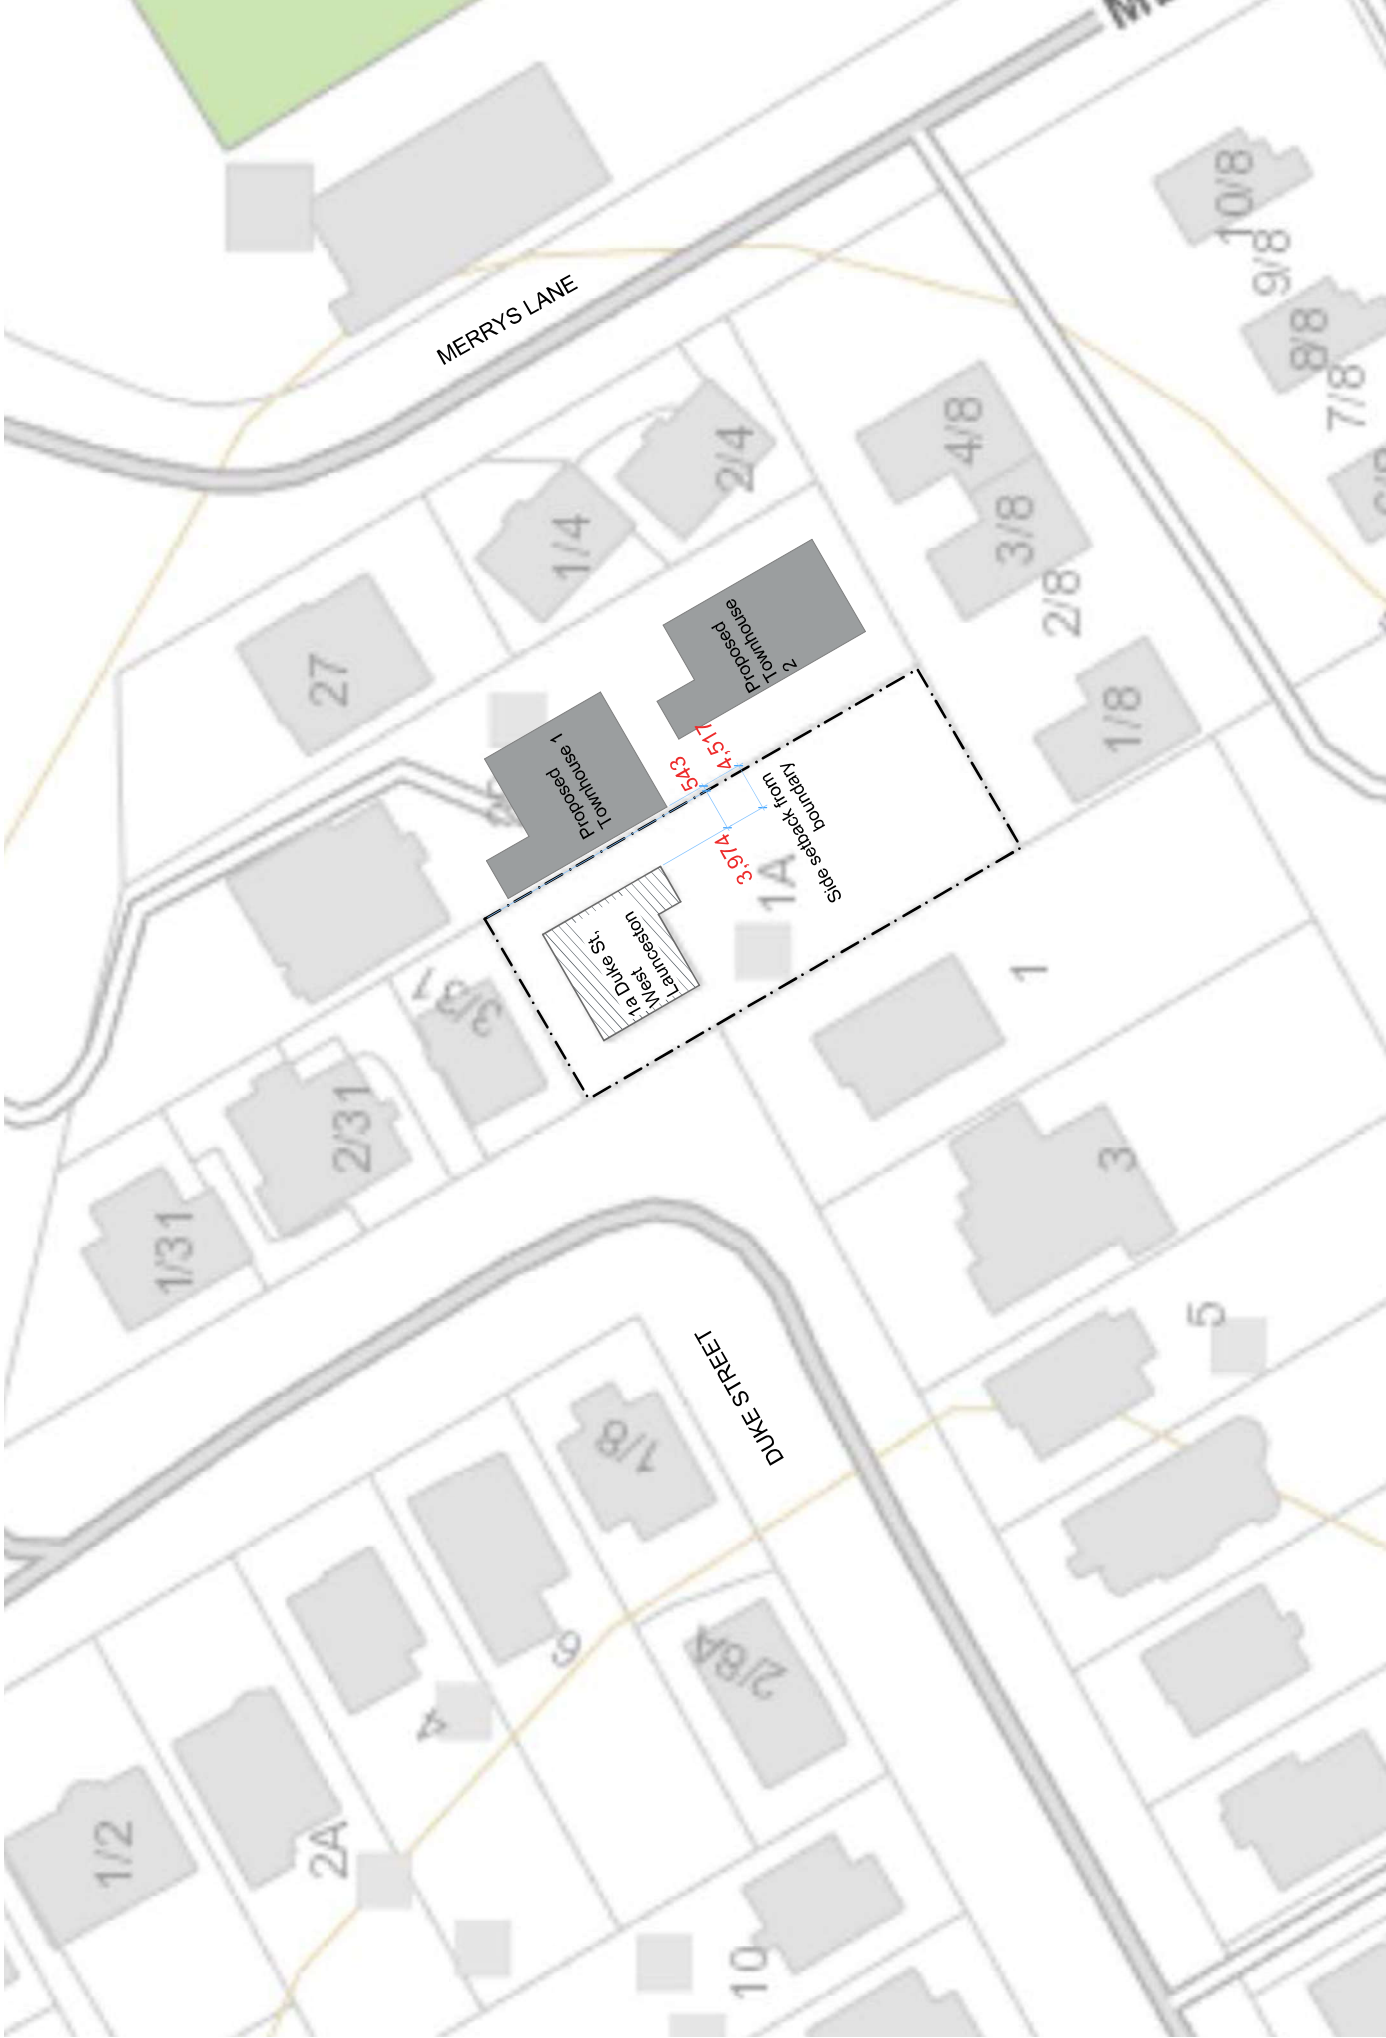 MERRYS LANE
10/8
9/8
8/8
7/8
4/8
3/8
2/8
1/8
2/4
1/4
27
Proposed
Townhouse
2
Proposed
Townhouse 1
543
4,517
3,974
Side setback from
boundary
1A
1a Duke St,
West
Launceston
3/31
2/31
1/31
1
3
5
DUKE STREET
1/8
2/8A
6
4
2A
1/2
10